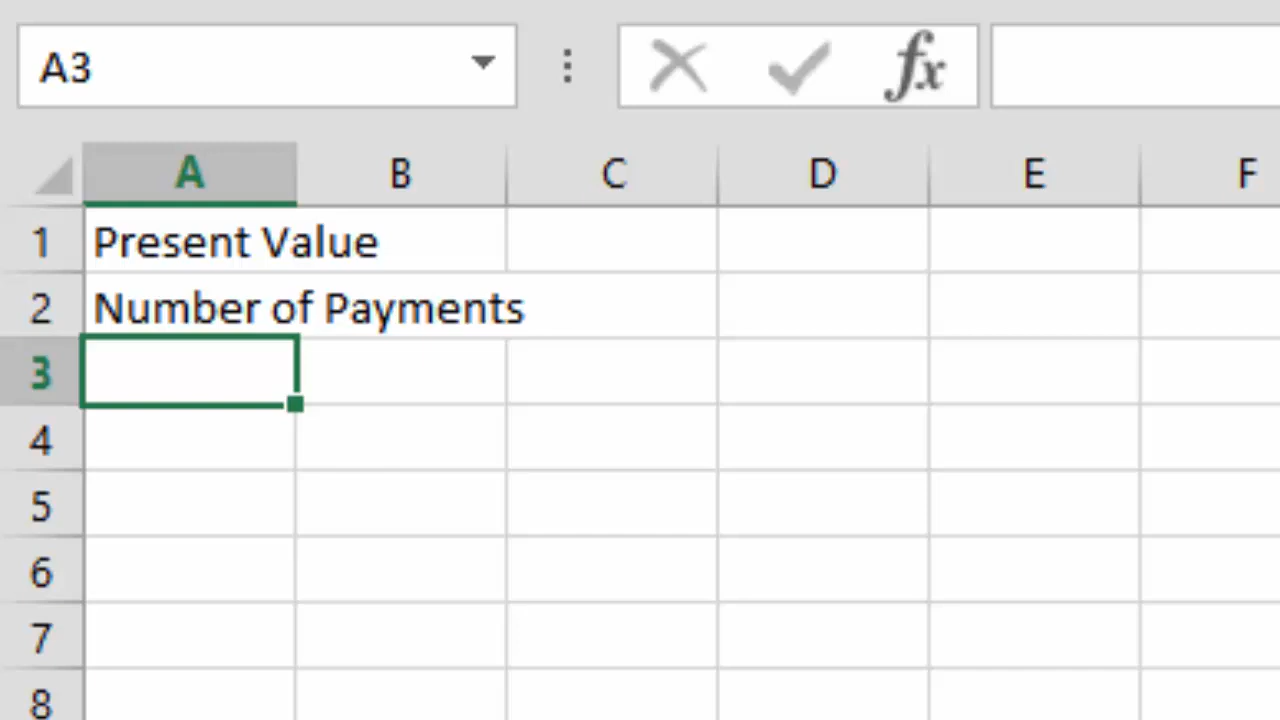 A3
fx
A B C D E F
1 Present Value
2 Number of Payments
3
4
5
6
7
8